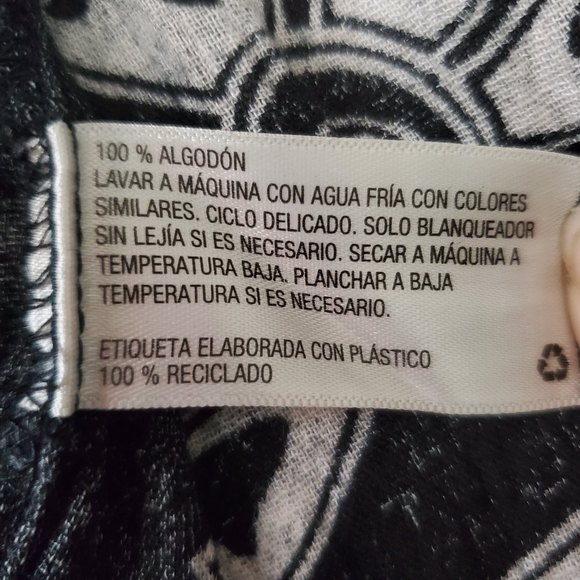 100 % ALGODÓN
LAVAR A MÁQUINA CON AGUA FRÍA CON COLORES
SIMILARES. CICLO DELICADO. SOLO BLANQUEADOR
SIN LEJÍA SI ES NECESARIO. SECAR A MÁQUINA A
TEMPERATURA BAJA. PLANCHAR A BAJA
TEMPERATURA SI ES NECESARIO.
ETIQUETA ELABORADA CON PLÁSTICO
100 % RECICLADO